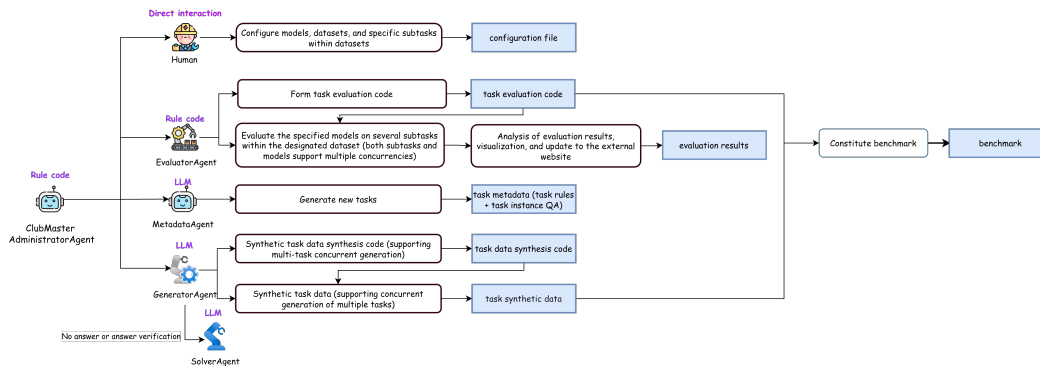 Direct interaction
Human
Configure models, datasets, and specific subtasks
within datasets
configuration file
Form task evaluation code
task evaluation code
Rule code
EvaluatorAgent
Evaluate the specified models on several subtasks
within the designated dataset (both subtasks and
models support multiple concurrencies)
Analysis of evaluation results,
visualization, and update to the external
website
evaluation results
Constitute benchmark
benchmark
Rule code
ClubMaster
AdministratorAgent
LLM
MetadataAgent
Generate new tasks
task metadata (task rules
+ task instance QA)
LLM
GeneratorAgent
Synthetic task data synthesis code (supporting
multi-task concurrent generation)
task data synthesis code
Synthetic task data (supporting concurrent
generation of multiple tasks)
task synthetic data
No answer or answer verification
LLM
SolverAgent